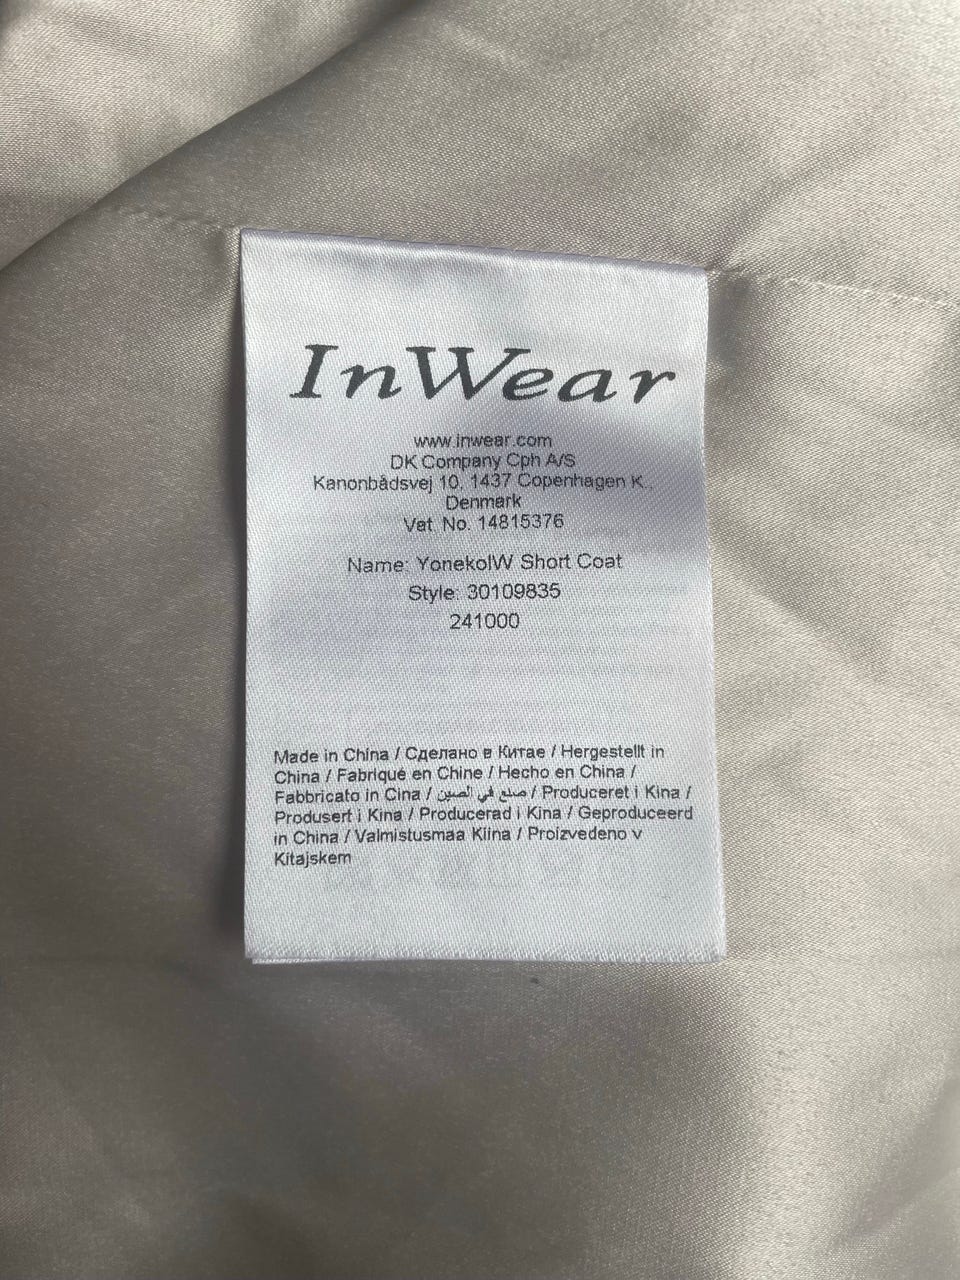 InWear
www.inwear.com
DK Company Cph A/S
Kanonbådsvej 10, 1437 Copenhagen K.,
Denmark
Vat. No. 14815376
Name: YonekoIW Short Coat
Style: 30109835
241000
Made in China / Сделано в Китае / Hergestellt in
China / Fabriqué en Chine / Hecho en China /
Fabbricato in Cina / صنع في الصين / Produceret i Kina /
Produsert i Kina / Producerad i Kina / Geproduceerd
in China / Valmistusmaa Kiina / Proizvedeno v
Kitajskem